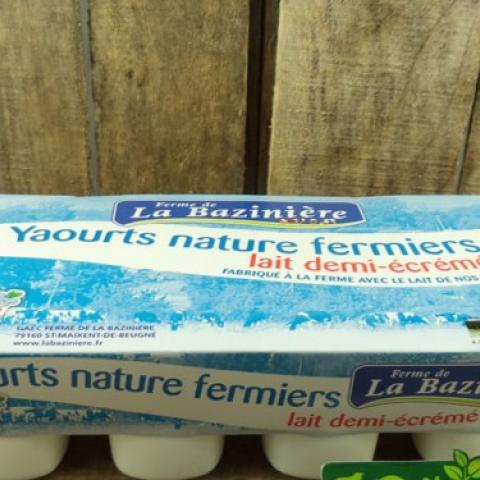 Ferme de
La Bazinière
Yaourts nature fermiers
lait demi-écrémé
FABRIQUÉ À LA FERME AVEC LE LAIT DE NOS
GAEC FERME DE LA BAZINIÈRE
79160 ST-MAIXENT-DE-BEUGNÉ
www.labaziniere.fr
urts nature fermiers
Ferme de
La Bazi
lait demi-écrémé